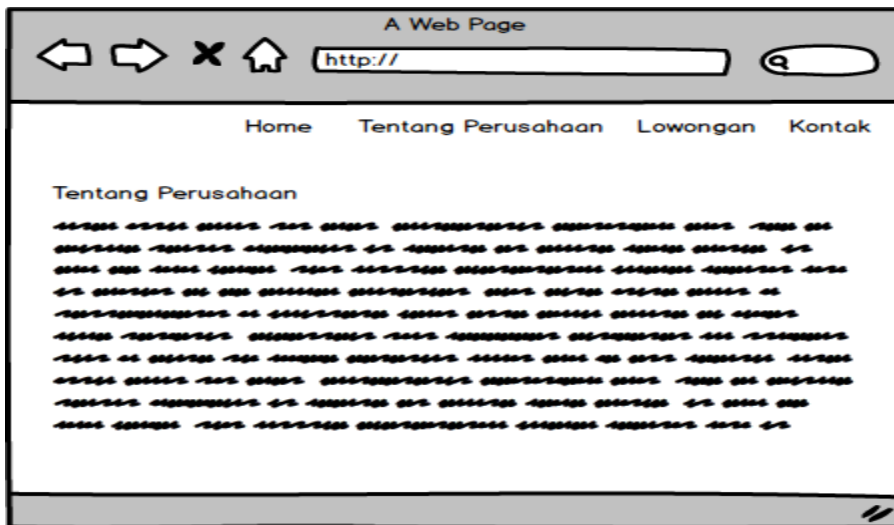 A Web Page
http://
Home Tentang Perusahaan Lowongan Kontak
Tentang Perusahaan